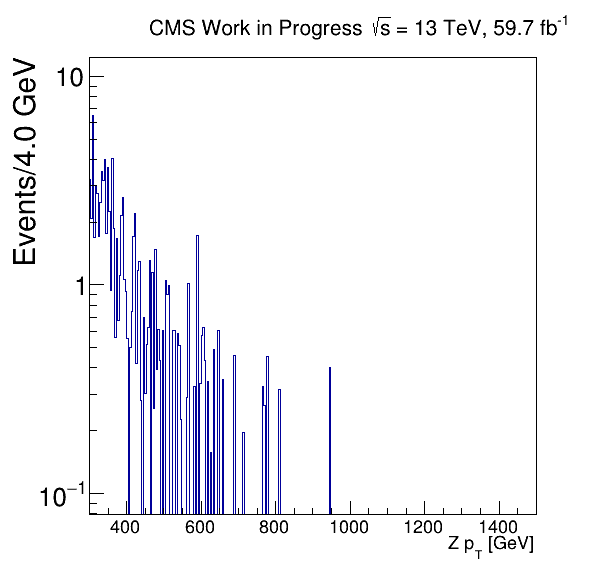 CMS Work in Progress √s = 13 TeV, 59.7 fb⁻¹
Events/4.0 GeV
10
1
10⁻¹
400 600 800 1000 1200 1400
Z p_T [GeV]